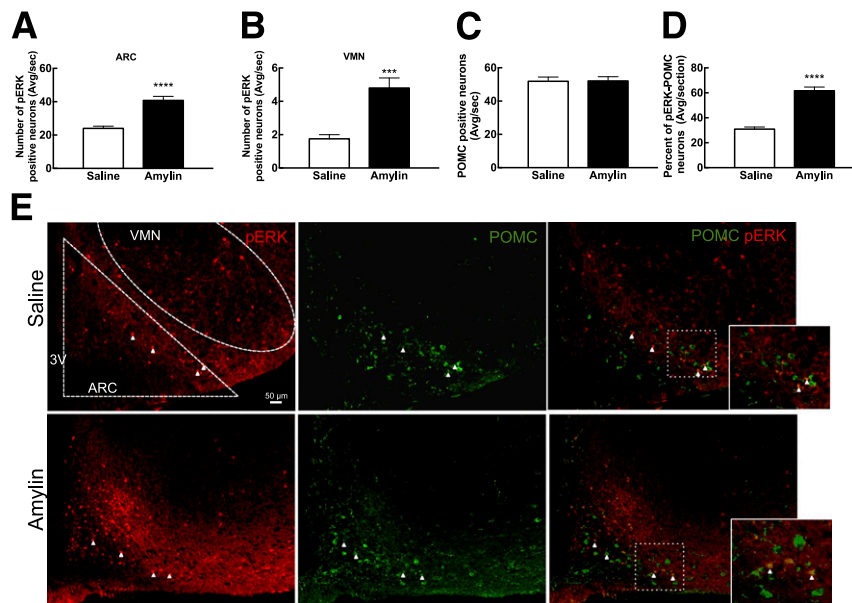 A
ARC
Number of pERK
positive neurons (Avg/sec)
60
40
20
0
Saline Amylin
****
B
VMN
Number of pERK
positive neurons (Avg/sec)
6
4
2
0
Saline Amylin
***
C
POMC positive neurons
(Avg/sec)
60
40
20
0
Saline Amylin
D
Percent of pERK-POMC
neurons (Avg/section)
80
60
40
20
0
Saline Amylin
****
E
Saline
VMN
pERK
3V
ARC
50 µm
POMC
POMC pERK
Amylin